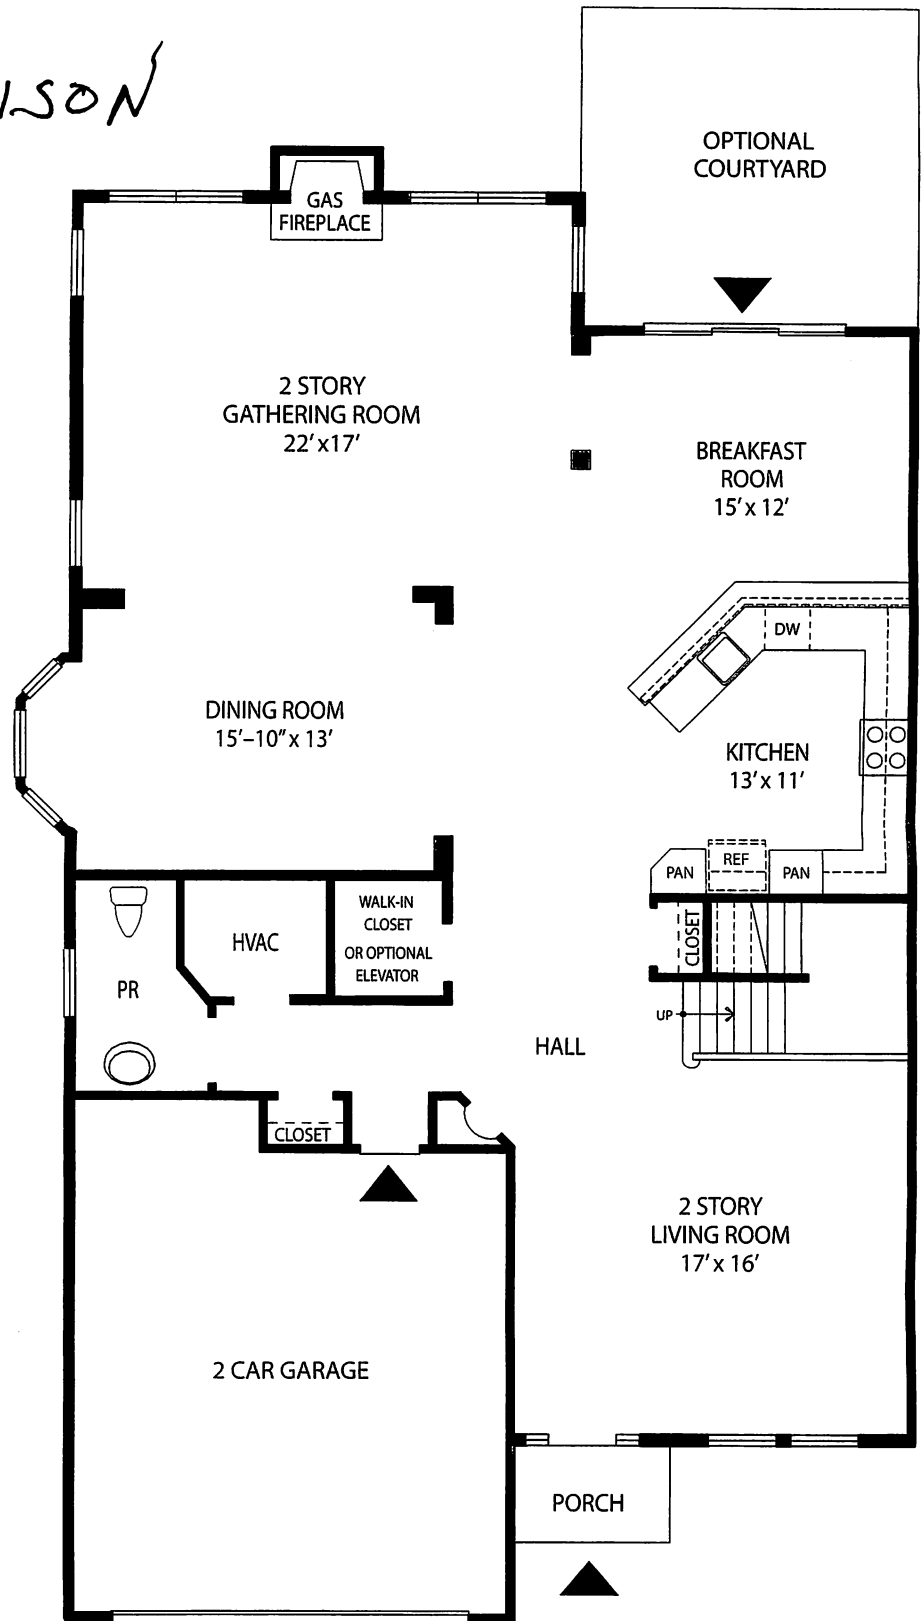 OPTIONAL
COURTYARD
GAS
FIREPLACE
2 STORY
GATHERING ROOM
22' x17'
BREAKFAST
ROOM
15' x 12'
DW
DINING ROOM
15'–10" x 13'
KITCHEN
13' x 11'
PAN
REF
PAN
WALK-IN
CLOSET
OR OPTIONAL
ELEVATOR
HVAC
CLOSET
PR
UP
HALL
CLOSET
2 STORY
LIVING ROOM
17' x 16'
2 CAR GARAGE
PORCH